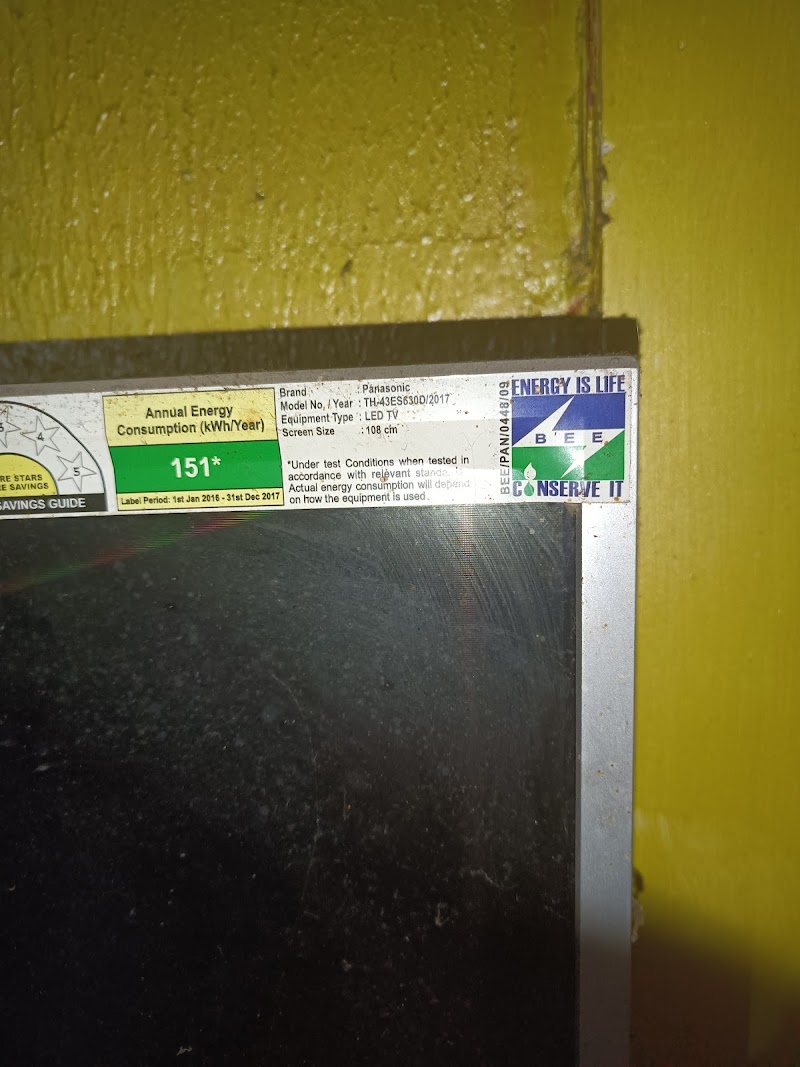 3
4
5
RE STARS
RE SAVINGS
SAVINGS GUIDE
Annual Energy
Consumption (kWh/Year)
151*
Label Period: 1st Jan 2016 - 31st Dec 2017
Brand : Panasonic
Model No. / Year : TH-43ES630D/2017
Equipment Type : LED TV
Screen Size : 108 cm
*Under test Conditions when tested in
accordance with relevant
Actual energy consumption will depend
on how the equipment is used.
BEE/PAN/0448/09
ENERGY IS LIFE
BEE
CONSERVE IT